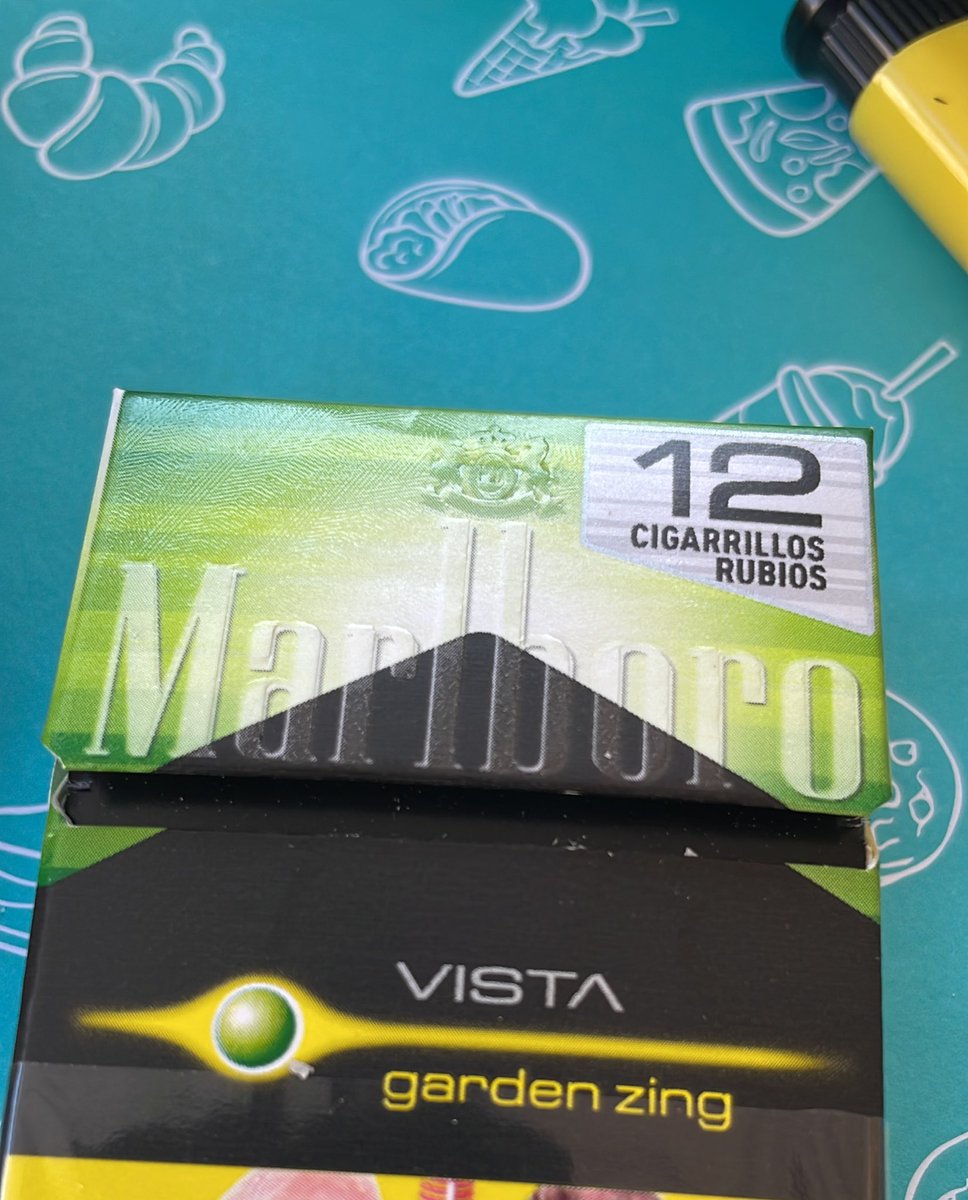 12
CIGARRILLOS
RUBIOS
Marlboro
VISTA
garden zing